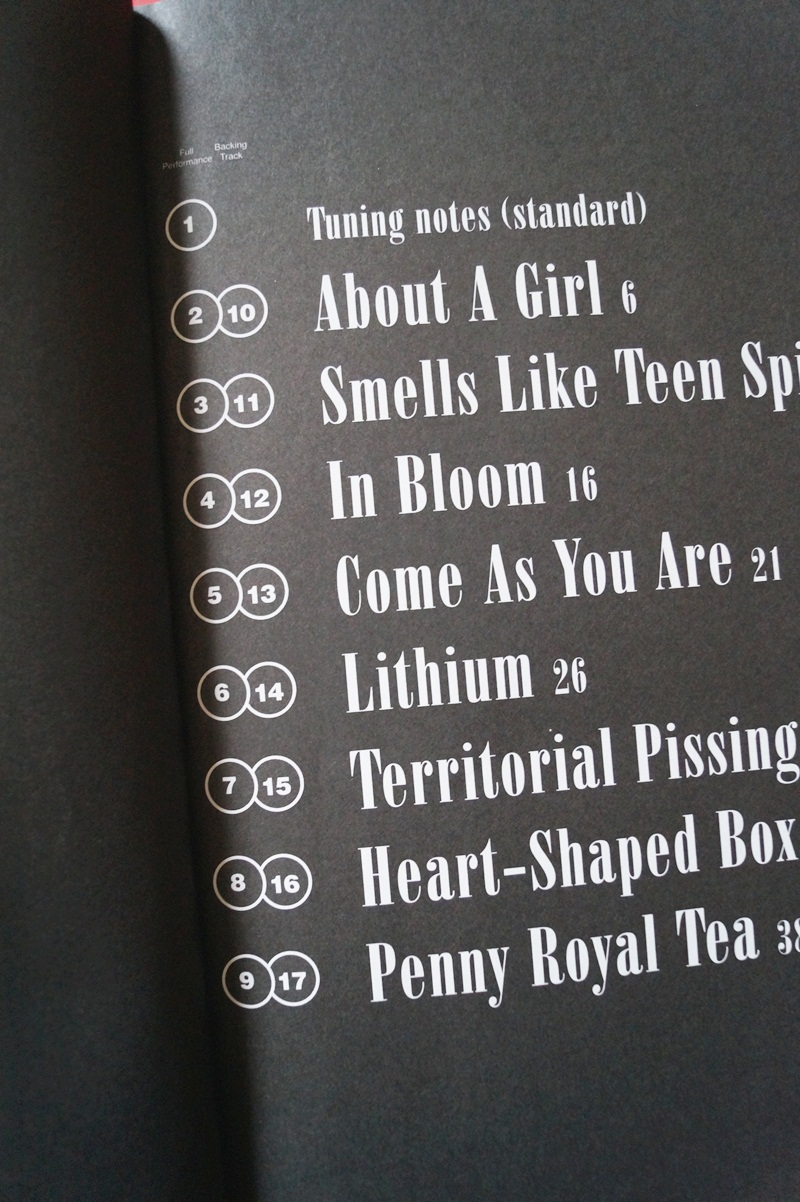 Full Backing
Performance Track
1 Tuning notes (standard)
2 10 About A Girl 6
3 11 Smells Like Teen Spi
4 12 In Bloom 16
5 13 Come As You Are 21
6 14 Lithium 26
7 15 Territorial Pissing
8 16 Heart-Shaped Box
9 17 Penny Royal Tea 38